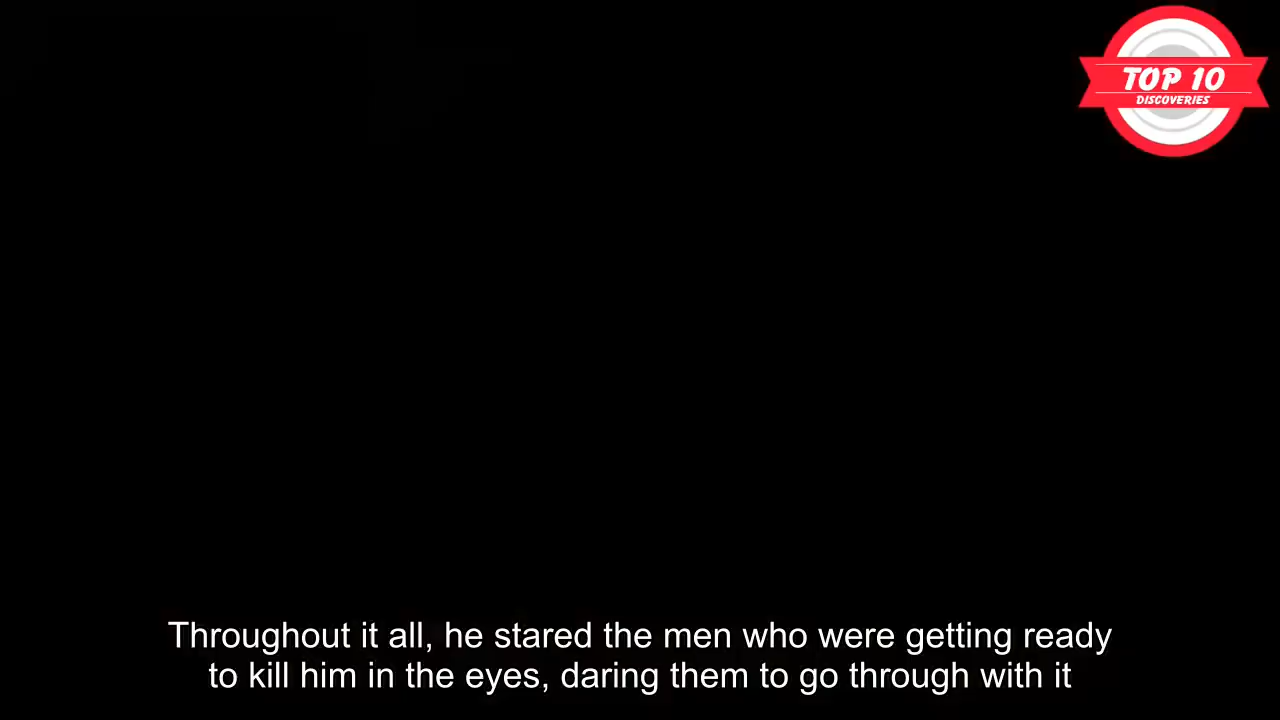 TOP 10
DISCOVERIES
Throughout it all, he stared the men who were getting ready
to kill him in the eyes, daring them to go through with it